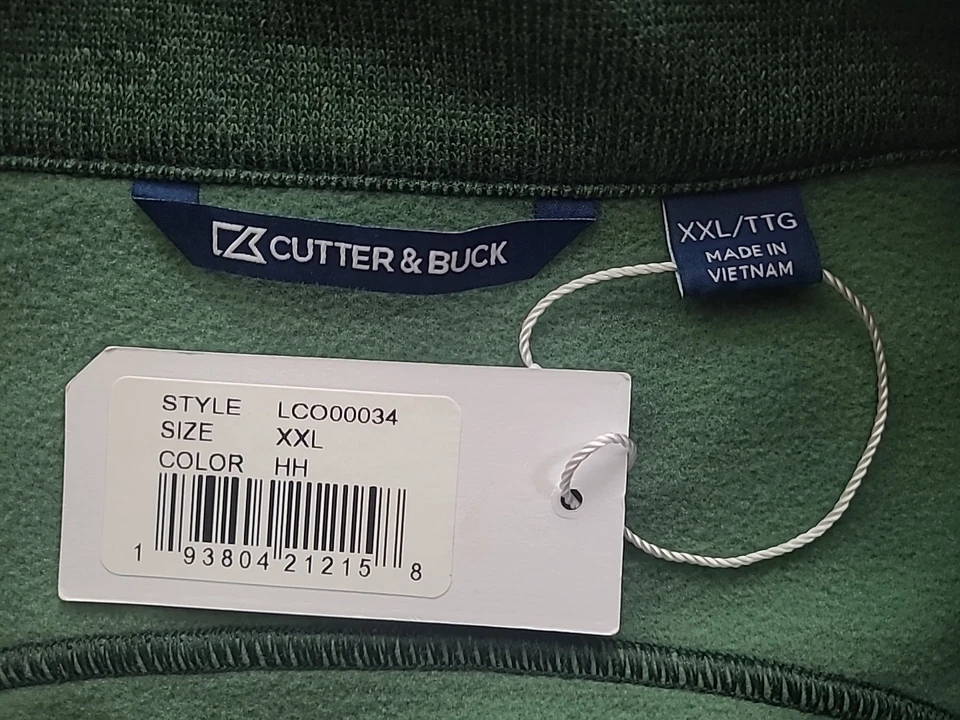 CUTTER & BUCK
XXL/TTG
MADE IN
VIETNAM
STYLE LCO00034
SIZE XXL
COLOR HH
1 93804 21215 8